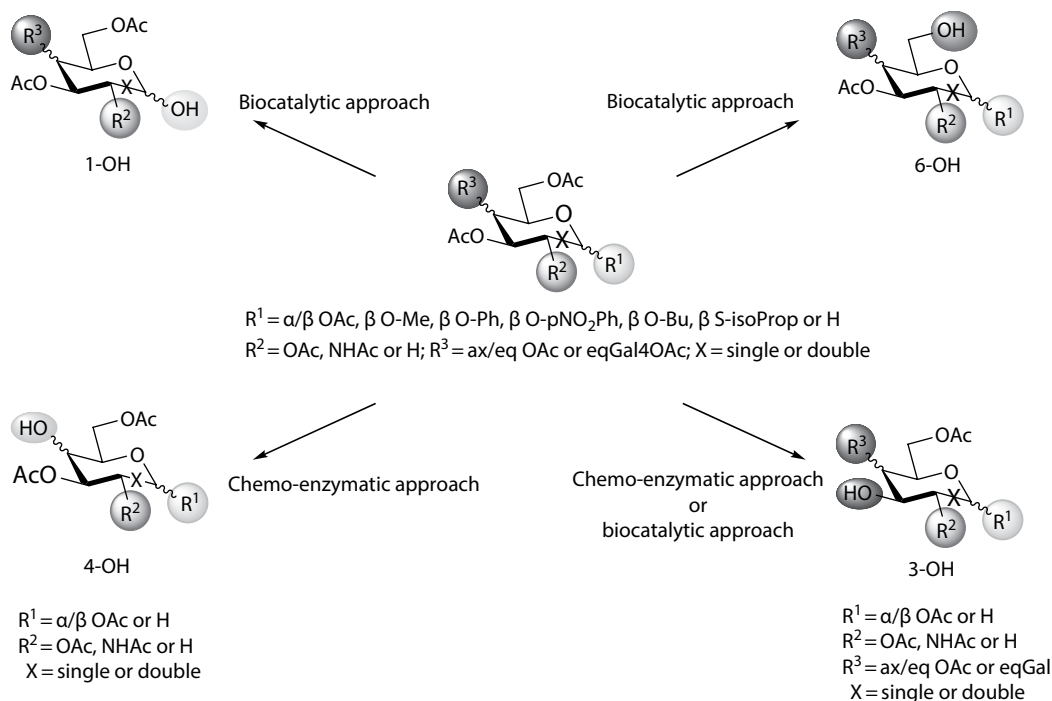 R³
OAc
O
AcO
X
OH
R²
1-OH
Biocatalytic approach
Biocatalytic approach
R³
OH
O
AcO
X
R¹
R²
6-OH
R³
OAc
O
AcO
X
R¹
R²
R¹ = α/β OAc, β O-Me, β O-Ph, β O-pNO₂Ph, β O-Bu, β S-isoProp or H
R² = OAc, NHAc or H; R³ = ax/eq OAc or eqGal4OAc; X = single or double
HO
OAc
O
AcO
X
R¹
R²
4-OH
R¹ = α/β OAc or H
R² = OAc, NHAc or H
X = single or double
Chemo-enzymatic approach
Chemo-enzymatic approach
or
biocatalytic approach
R³
OAc
O
HO
X
R¹
R²
3-OH
R¹ = α/β OAc or H
R² = OAc, NHAc or H
R³ = ax/eq OAc or eqGal
X = single or double